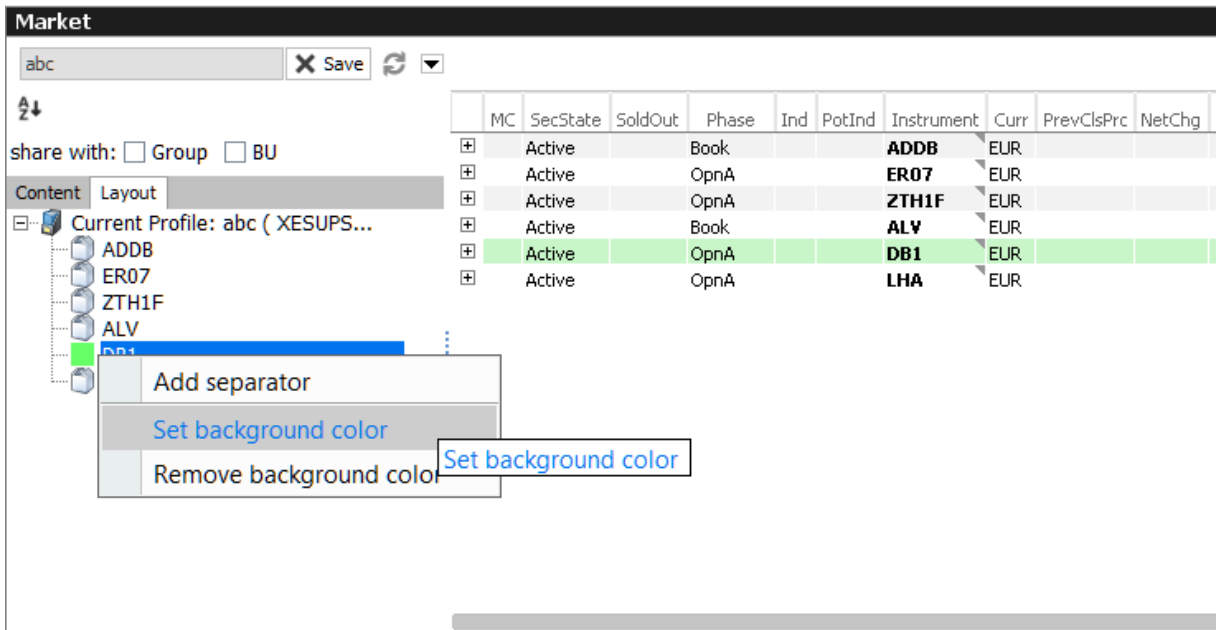 Market
abc
Save
A
Z
share with: Group BU
Content Layout
Current Profile: abc ( XESUPS...
ADDB
ER07
ZTH1F
ALV
DB1
Add separator
Set background color
Remove background color
Set background color
MC SecState SoldOut Phase Ind PotInd Instrument Curr PrevClsPrc NetChg
Active Book ADDB EUR
Active OpnA ER07 EUR
Active OpnA ZTH1F EUR
Active Book ALV EUR
Active OpnA DB1 EUR
Active OpnA LHA EUR